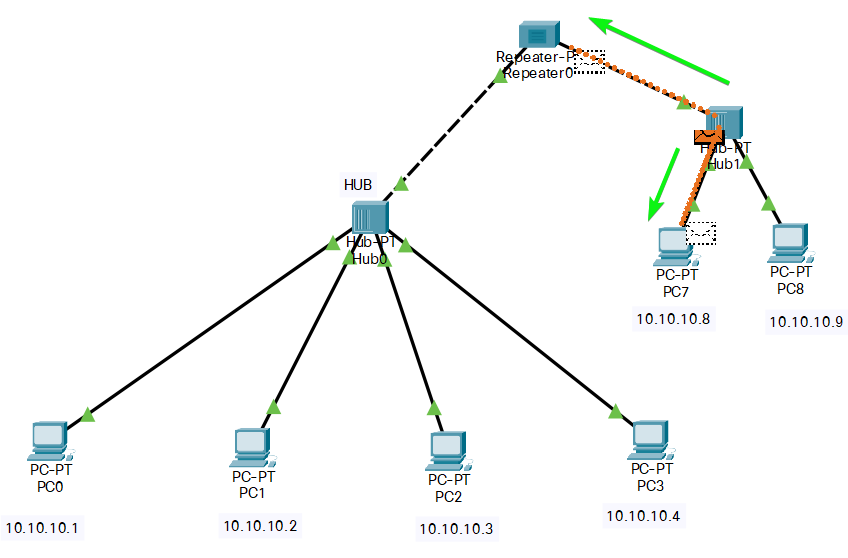 Repeater-P
Repeater0
Hub-PT
Hub1
HUB
Hub-PT
Hub0
PC-PT
PC7
10.10.10.8
PC-PT
PC8
10.10.10.9
PC-PT
PC0
10.10.10.1
PC-PT
PC1
10.10.10.2
PC-PT
PC2
10.10.10.3
PC-PT
PC3
10.10.10.4